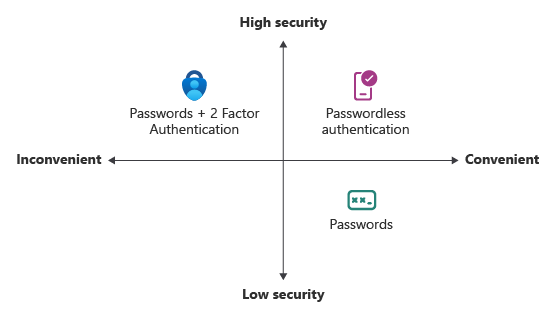 High security
Passwords + 2 Factor
Authentication
Passwordless
authentication
Inconvenient
Convenient
Passwords
Low security